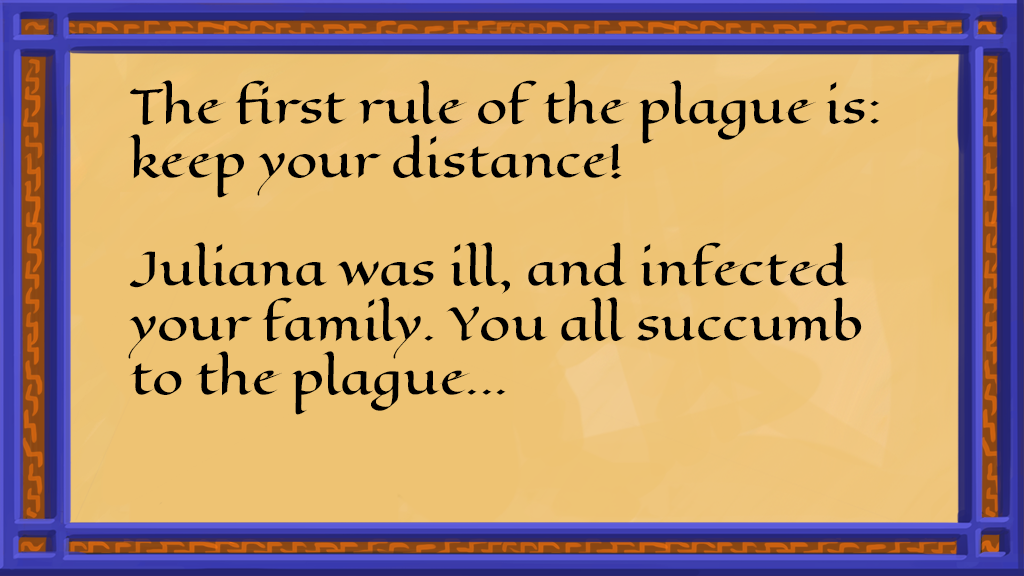 The first rule of the plague is:
keep your distance!
Juliana was ill, and infected
your family. You all succumb
to the plague...